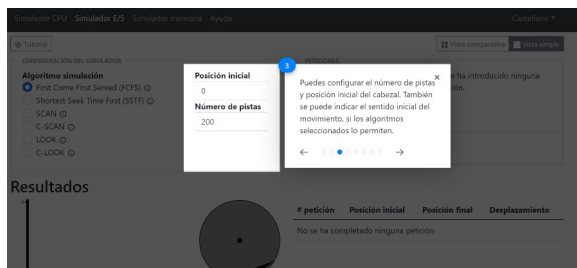 Simulador CPU Simulador E/S Simulador memoria Ayuda Castellano
Tutorial Vista comparativa Vista simple
CONFIGURACIÓN DEL SIMULADOR PETICIONES
Algoritmo simulación
First Come First Served (FCFS)
Shortest Seek Time First (SSTF)
SCAN
C-SCAN
LOOK
C-LOOK
Posición inicial
0
Número de pistas
200
3
Puedes configurar el número de pistas
y posición inicial del cabezal. También
se puede indicar el sentido inicial del
movimiento, si los algoritmos
seleccionados lo permiten.
ha introducido ninguna
Resultados
# petición Posición inicial Posición final Desplazamiento
No se ha completado ninguna petición